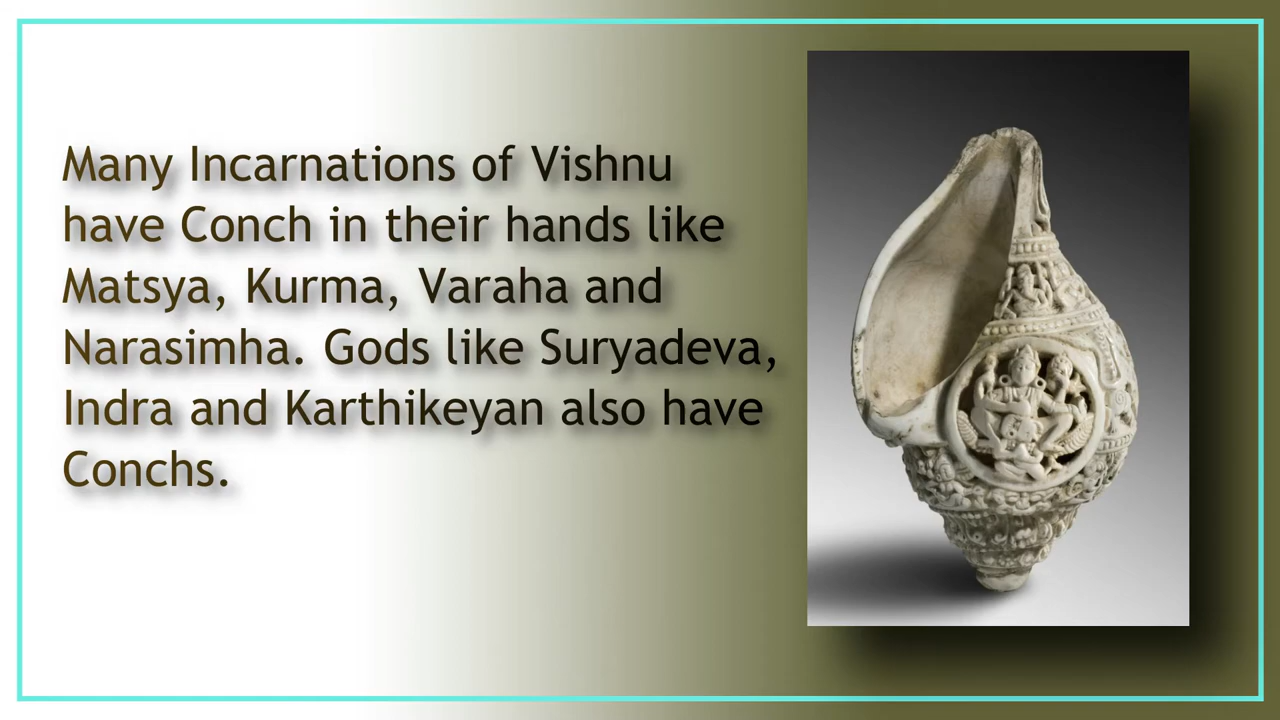 Many Incarnations of Vishnu
have Conch in their hands like
Matsya, Kurma, Varaha and
Narasimha. Gods like Suryadeva,
Indra and Karthikeyan also have
Conchs.